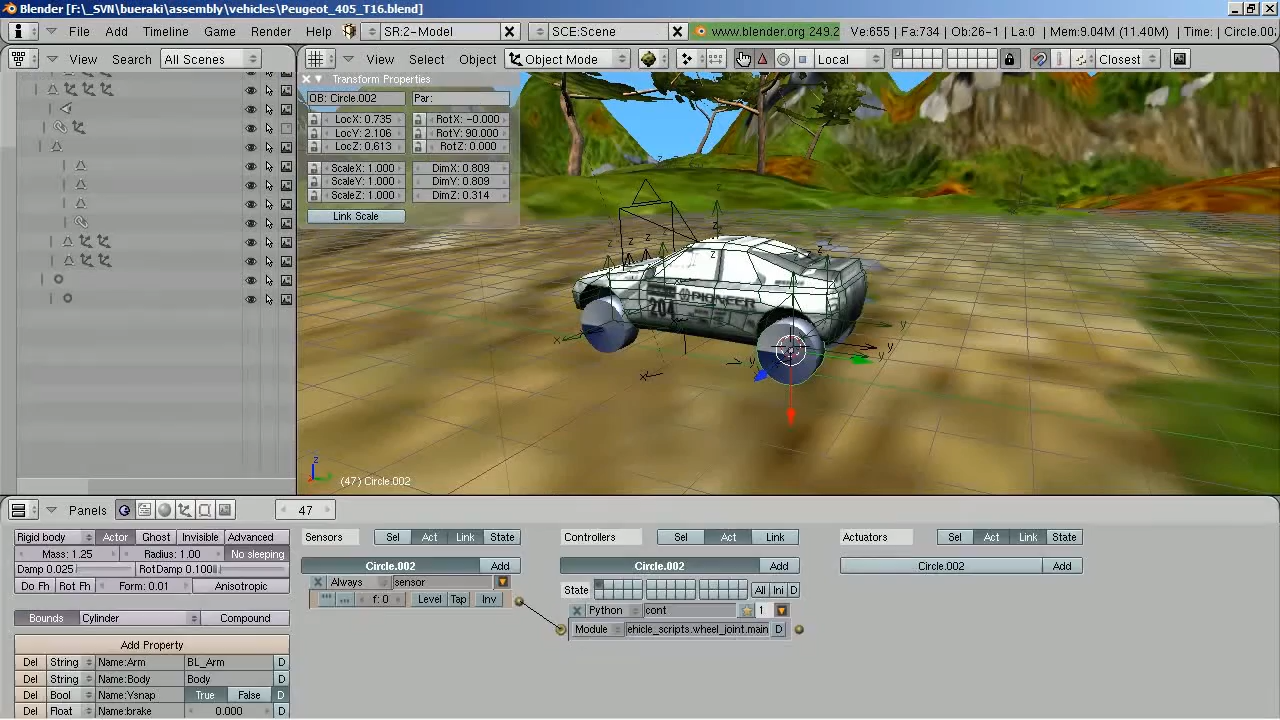 Blender [F:\_SVN\bueraki\assembly\vehicles\Peugeot_405_T16.blend]
File Add Timeline Game Render Help SR:2-Model SCE:Scene www.blender.org 249.2 Ve:655 | Fa:734 | Ob:26-1 | La:0 | Mem:9.04M (11.40M) | Time: | Circle.00
View Search All Scenes
View Select Object Object Mode Local Closest
Transform Properties
OB: Circle.002 Par:
LocX: 0.735 RotX: -0.000
LocY: 2.106 RotY: 90.000
LocZ: 0.613 RotZ: 0.000
ScaleX: 1.000 DimX: 0.809
ScaleY: 1.000 DimY: 0.809
ScaleZ: 1.000 DimZ: 0.314
Link Scale
PIONEER
204
(47) Circle.002
Panels 47
Rigid body Actor Ghost Invisible Advanced
Mass: 1.25 Radius: 1.00 No sleeping
Damp 0.025 RotDamp 0.100
Do Fh Rot Fh Form: 0.01 Anisotropic
Bounds Cylinder Compound
Add Property
Del String Name:Arm BL_Arm D
Del String Name:Body Body D
Del Bool Name:Ysnap True False D
Del Float Name:brake 0.000 D
Sensors Sel Act Link State
Circle.002 Add
Always sensor
f: 0 Level Tap Inv
Controllers Sel Act Link
Circle.002 Add
State All Ini D
Python cont 1
Module ehicle_scripts.wheel_joint.main D
Actuators Sel Act Link State
Circle.002 Add